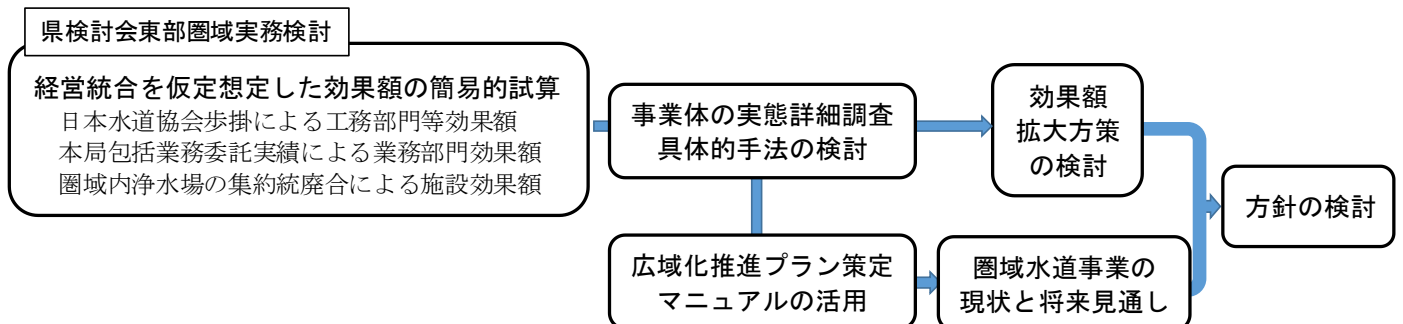 県検討会東部圏域実務検討
経営統合を仮定想定した効果額の簡易的試算
日本水道協会歩掛による工務部門等効果額
本局包括業務委託実績による業務部門効果額
圏域内浄水場の集約統廃合による施設効果額
事業体の実態詳細調査
具体的手法の検討
効果額
拡大方策
の検討
広域化推進プラン策定
マニュアルの活用
圏域水道事業の
現状と将来見通し
方針の検討